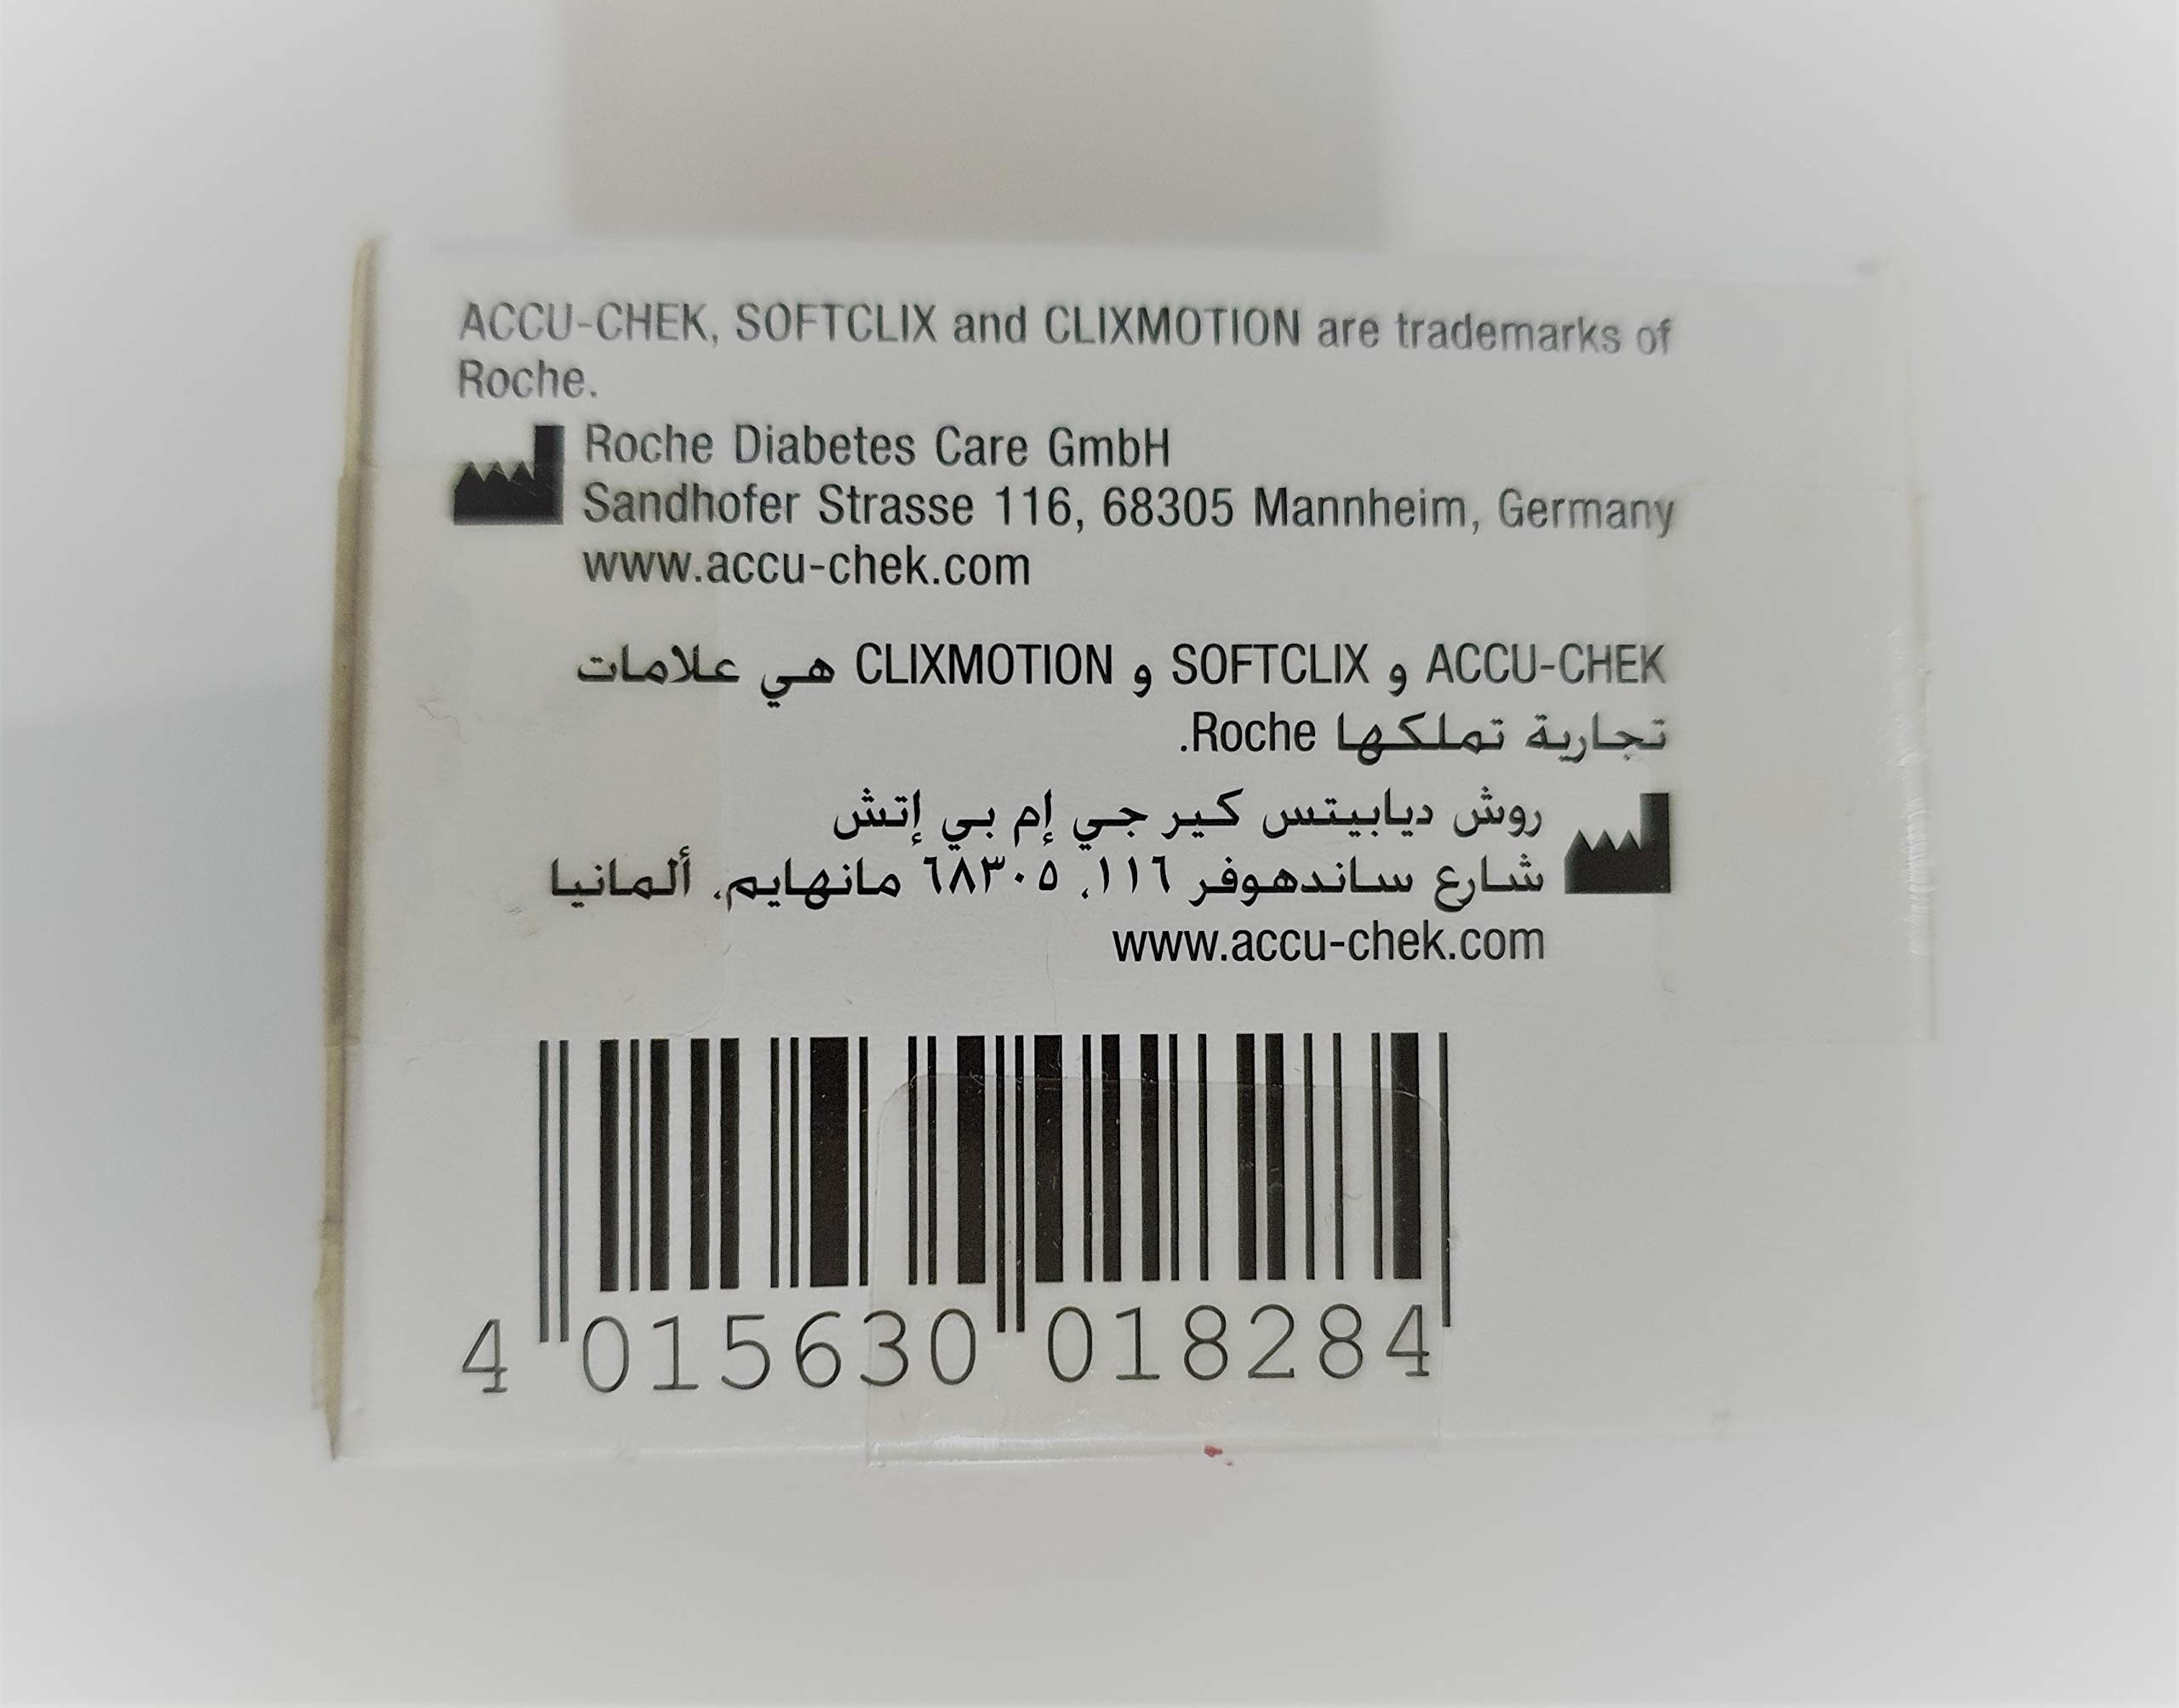 ACCU-CHEK, SOFTCLIX and CLIXMOTION are trademarks of
Roche.
Roche Diabetes Care GmbH
Sandhofer Strasse 116, 68305 Mannheim, Germany
www.accu-chek.com
ACCU-CHEK و SOFTCLIX و CLIXMOTION هي علامات
تجارية تملكها Roche.
روش ديابيتس كير جي إم بي إتش
شارع ساندهوفر ١١٦، ٦٨٣٠٥ مانهايم، ألمانيا
www.accu-chek.com
4 015630 018284